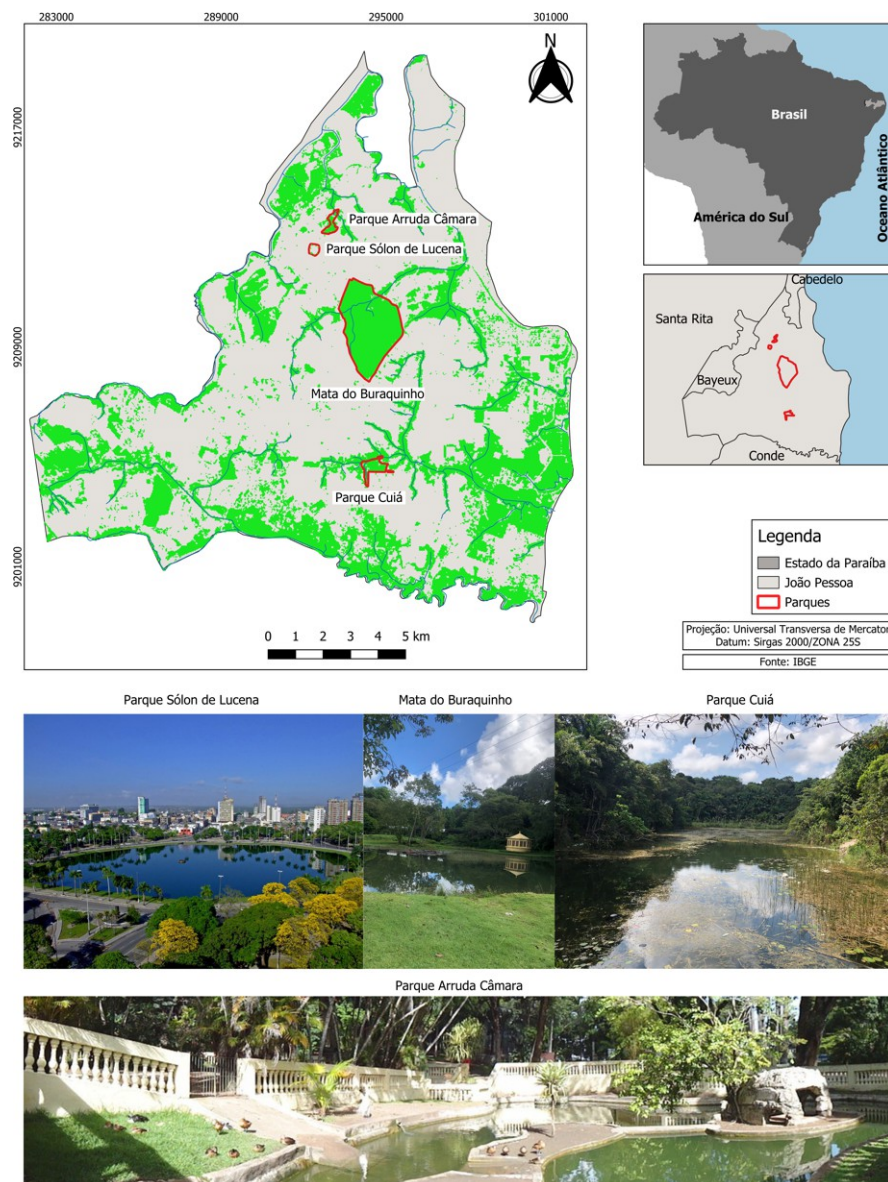 283000
289000
295000
301000
N
9217000
9209000
9201000
Parque Arruda Câmara
Parque Sólon de Lucena
Mata do Buraquinho
Parque Cuiá
0 1 2 3 4 5 km
Brasil
América do Sul
Oceano Atlântico
Cabedelo
Santa Rita
Bayeux
Conde
Legenda
Estado da Paraíba
João Pessoa
Parques
Projeção: Universal Transversa de Mercator
Datum: Sirgas 2000/ZONA 25S
Fonte: IBGE
Parque Sólon de Lucena
Mata do Buraquinho
Parque Cuiá
Parque Arruda Câmara